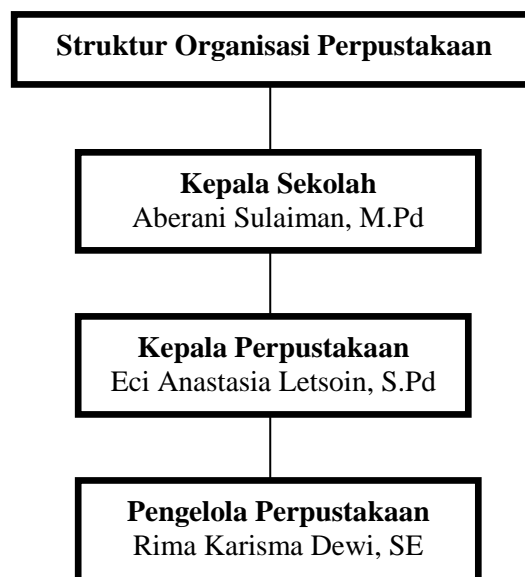 Struktur Organisasi Perpustakaan
Kepala Sekolah
Aberani Sulaiman, M.Pd
Kepala Perpustakaan
Eci Anastasia Letsoin, S.Pd
Pengelola Perpustakaan
Rima Karisma Dewi, SE